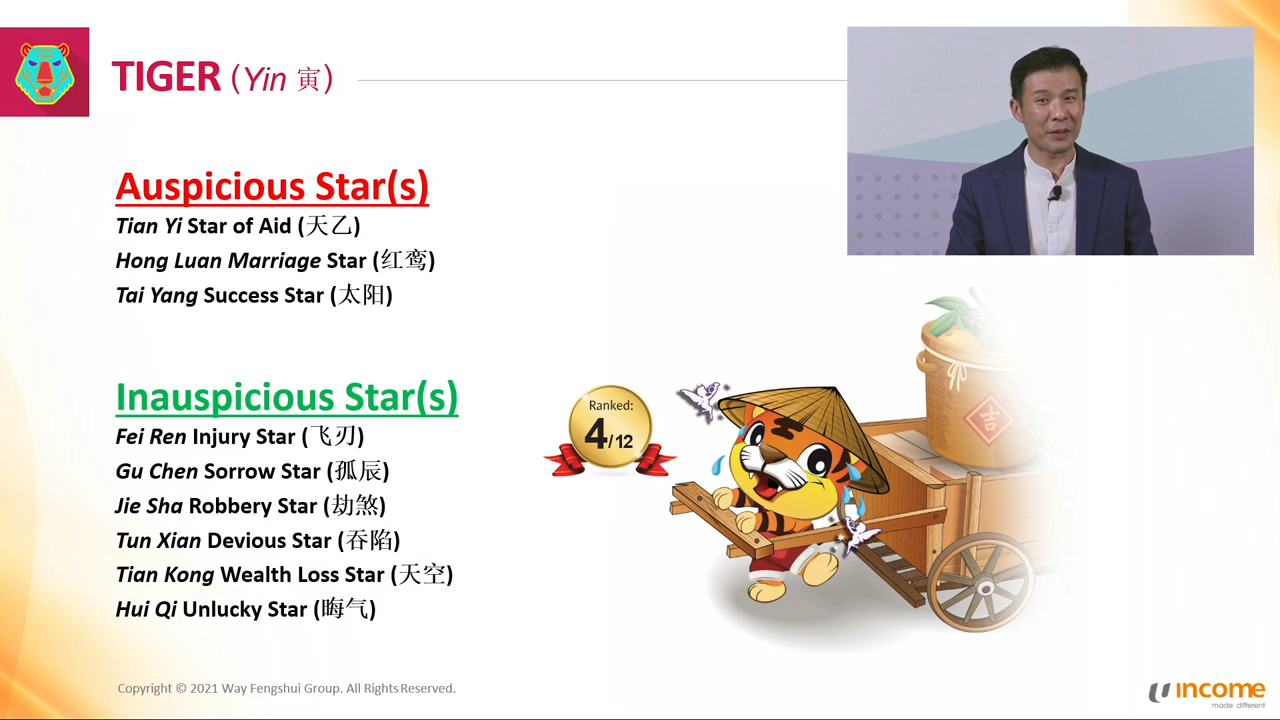 TIGER (Yin 寅)
Auspicious Star(s)
Tian Yi Star of Aid (天乙)
Hong Luan Marriage Star (红鸾)
Tai Yang Success Star (太阳)
Inauspicious Star(s)
Fei Ren Injury Star (飞刃)
Gu Chen Sorrow Star (孤辰)
Jie Sha Robbery Star (劫煞)
Tun Xian Devious Star (吞陷)
Tian Kong Wealth Loss Star (天空)
Hui Qi Unlucky Star (晦气)
Ranked:
4/12
吉
Copyright © 2021 Way Fengshui Group. All Rights Reserved.
income
made different